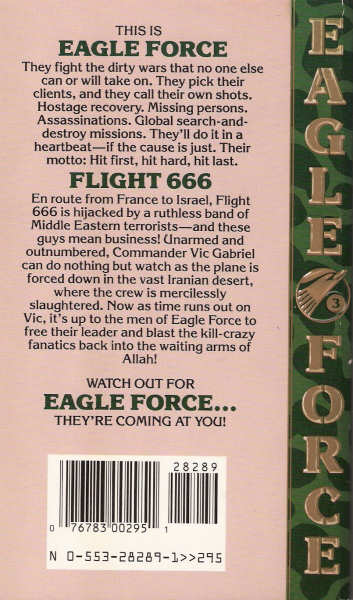 THIS IS
EAGLE FORCE
They fight the dirty wars that no one else
can or will take on. They pick their
clients, and they call their own shots.
Hostage recovery. Missing persons.
Assassinations. Global search-and-
destroy missions. They'll do it in a
heartbeat—if the cause is just. Their
motto: Hit first, hit hard, hit last.
FLIGHT 666
En route from France to Israel, Flight
666 is hijacked by a ruthless band of
Middle Eastern terrorists—and these
guys mean business! Unarmed and
outnumbered, Commander Vic Gabriel
can do nothing but watch as the plane is
forced down in the vast Iranian desert,
where the crew is mercilessly
slaughtered. Now as time runs out on
Vic, it's up to the men of Eagle Force to
free their leader and blast the kill-crazy
fanatics back into the waiting arms of
Allah!
WATCH OUT FOR
EAGLE FORCE...
THEY'RE COMING AT YOU!
28289
0 76783 00295 1
N 0-553-28289-1>>295
EAGLE
3
FORCE